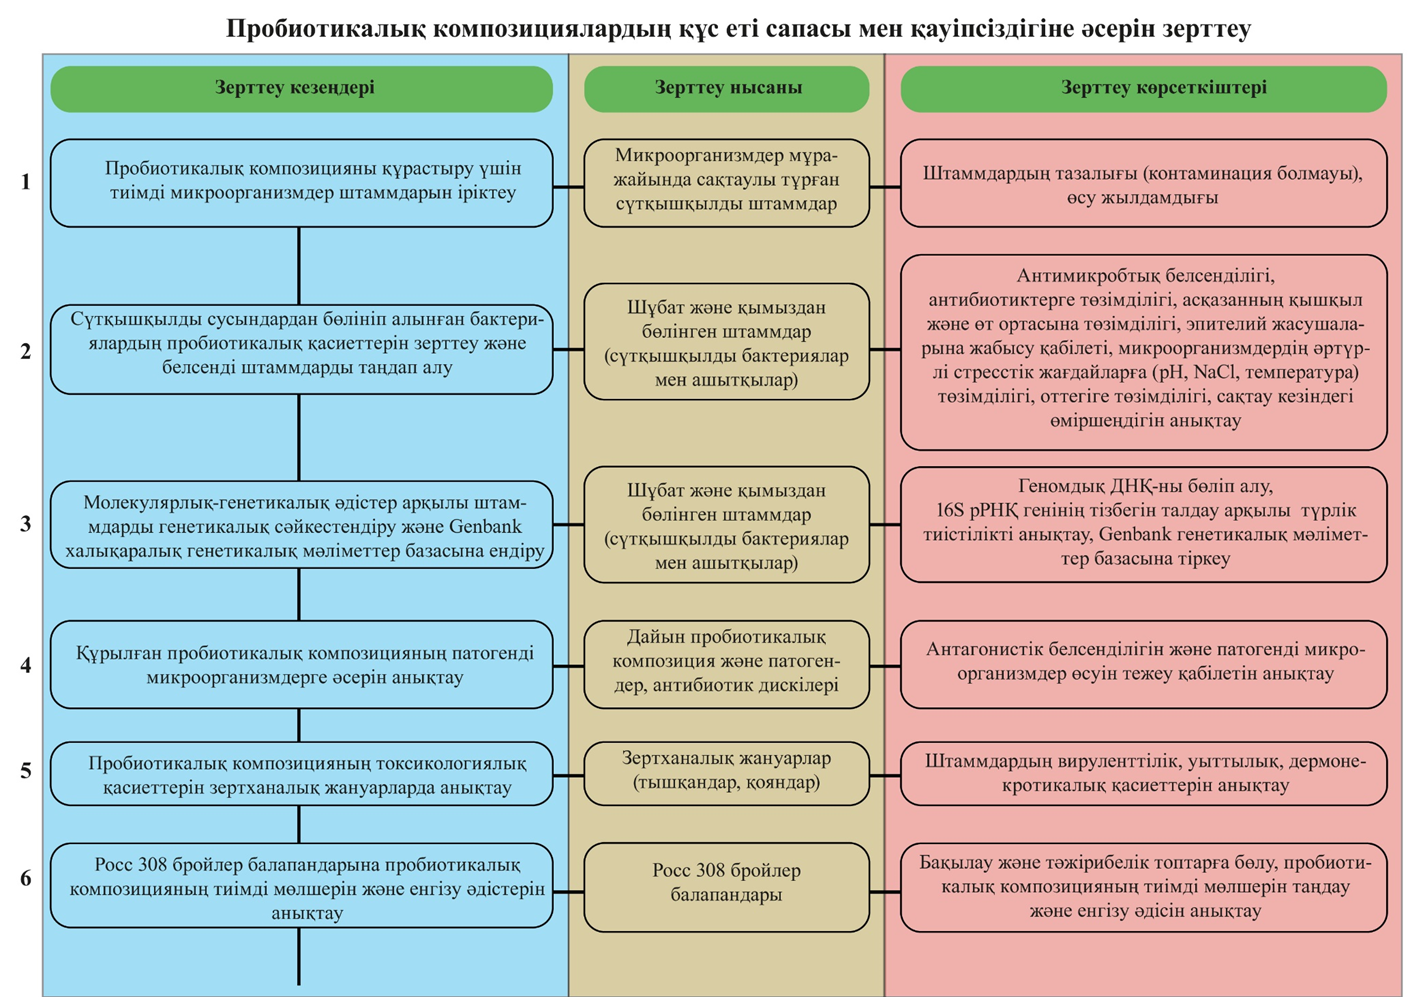 Пробиотикалық композициялардың құс еті сапасы мен қауіпсіздігіне әсерін зерттеу
Зерттеу кезеңдері
Зерттеу нысаны
Зерттеу көрсеткіштері
1
Пробиотикалық композицияны құрастыру үшін
тиімді микроорганизмдер штаммдарын іріктеу
Микроорганизмдер мұра-
жайында сақтаулы тұрған
сүтқышқылды штаммдар
Штаммдардың тазалығы (контаминация болмауы),
өсу жылдамдығы
2
Сүтқышқылды сусындардан бөлініп алынған бактери-
ялардың пробиотикалық қасиеттерін зерттеу және
белсенді штаммдарды таңдап алу
Шұбат және қымыздан
бөлінген штаммдар
(сүтқышқылды бактериялар
мен ашытқылар)
Антимикробтық белсенділігі,
антибиотиктерге төзімділігі, асқазанның қышқыл
және өт ортасына төзімділігі, эпителий жасушала-
рына жабысу қабілеті, микроорганизмдердің әртүр-
лі стресстік жағдайларға (pH, NaCl, температура)
төзімділігі, оттегіге төзімділігі, сақтау кезіндегі
өміршеңдігін анықтау
3
Молекулярлық-генетикалық әдістер арқылы штам-
мдарды генетикалық сәйкестендіру және Genbank
халықаралық генетикалық мәліметтер базасына ендіру
Шұбат және қымыздан
бөлінген штаммдар
(сүтқышқылды бактериялар
мен ашытқылар)
Геномдық ДНҚ-ны бөліп алу,
16S рРНҚ генінің тізбегін талдау арқылы түрлік
тиістілікті анықтау, Genbank генетикалық мәлімет-
тер базасына тіркеу
4
Құрылған пробиотикалық композицияның патогенді
микроорганизмдерге әсерін анықтау
Дайын пробиотикалық
композиция және патоген-
дер, антибиотик дискілері
Антагонистік белсенділігін және патогенді микро-
организмдер өсуін тежеу қабілетін анықтау
5
Пробиотикалық композицияның токсикологиялық
қасиеттерін зертханалық жануарларда анықтау
Зертханалық жануарлар
(тышқандар, қояндар)
Штаммдардың вируленттілік, уыттылық, дермоне-
кротикалық қасиеттерін анықтау
6
Росс 308 бройлер балапандарына пробиотикалық
композицияның тиімді мөлшерін және енгізу әдістерін
анықтау
Росс 308 бройлер
балапандары
Бақылау және тәжірибелік топтарға бөлу, пробиоти-
калық композицияның тиімді мөлшерін таңдау
және енгізу әдісін анықтау